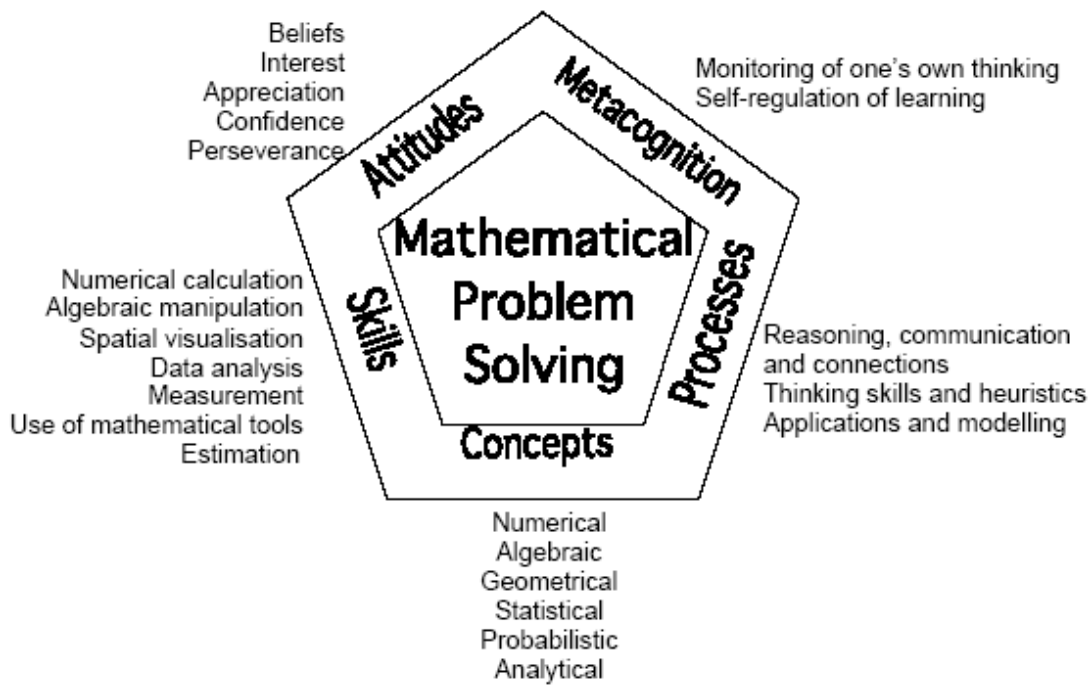 Beliefs
Interest
Appreciation
Confidence
Perseverance
Attitudes
Metacognition
Monitoring of one's own thinking
Self-regulation of learning
Mathematical
Problem
Solving
Skills
Numerical calculation
Algebraic manipulation
Spatial visualisation
Data analysis
Measurement
Use of mathematical tools
Estimation
Processes
Reasoning, communication
and connections
Thinking skills and heuristics
Applications and modelling
Concepts
Numerical
Algebraic
Geometrical
Statistical
Probabilistic
Analytical